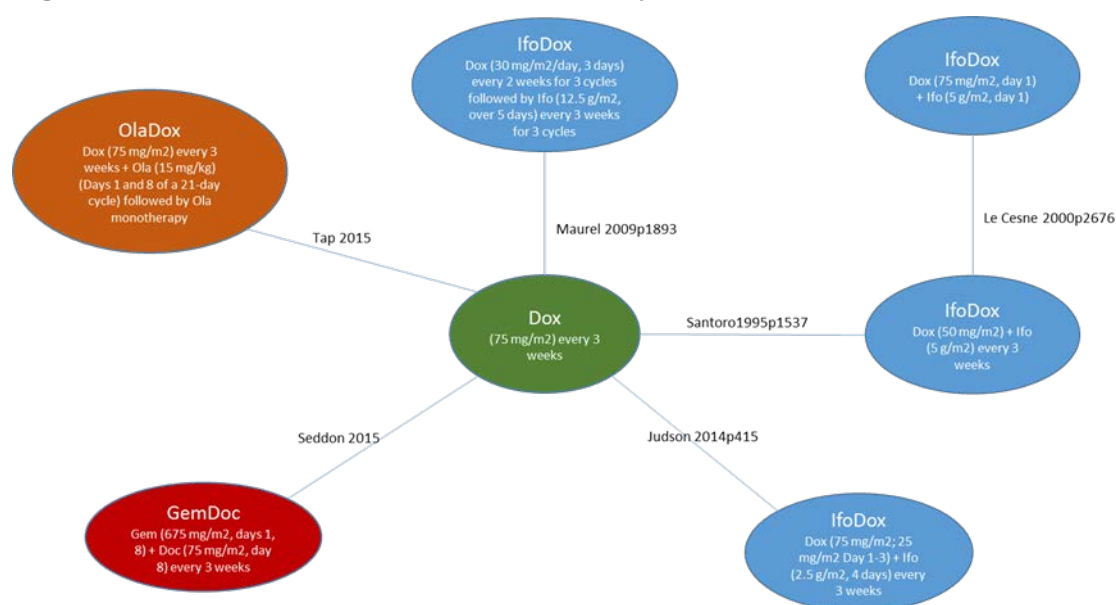 IfoDox
Dox (30 mg/m2/day, 3 days)
every 2 weeks for 3 cycles
followed by Ifo (12.5 g/m2,
over 5 days) every 3 weeks
for 3 cycles
IfoDox
Dox (75 mg/m2, day 1)
+ Ifo (5 g/m2, day 1)
OlaDox
Dox (75 mg/m2) every 3
weeks + Ola (15 mg/kg)
(Days 1 and 8 of a 21-day
cycle) followed by Ola
monotherapy
Tap 2015
Maurel 2009p1893
Le Cesne 2000p2676
Dox
(75 mg/m2) every 3
weeks
Santoro1995p1537
IfoDox
Dox (50 mg/m2) + Ifo
(5 g/m2) every 3
weeks
Seddon 2015
Judson 2014p415
GemDoc
Gem (675 mg/m2, days 1,
8) + Doc (75 mg/m2, day
8) every 3 weeks
IfoDox
Dox (75 mg/m2; 25
mg/m2 Day 1-3) + Ifo
(2.5 g/m2, 4 days) every
3 weeks